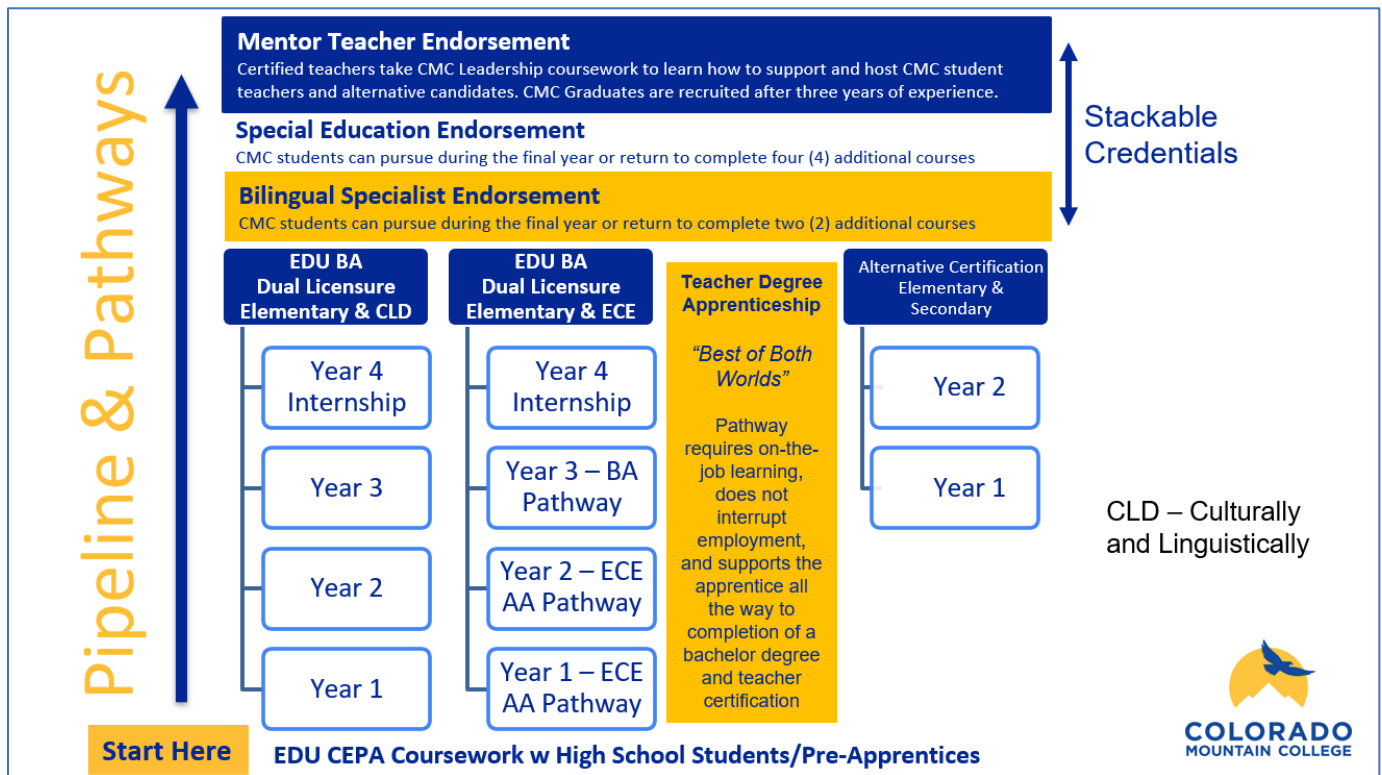 Pipeline & Pathways
Mentor Teacher Endorsement
Certified teachers take CMC Leadership coursework to learn how to support and host CMC student
teachers and alternative candidates. CMC Graduates are recruited after three years of experience.
Special Education Endorsement
CMC students can pursue during the final year or return to complete four (4) additional courses
Bilingual Specialist Endorsement
CMC students can pursue during the final year or return to complete two (2) additional courses
Stackable
Credentials
EDU BA
Dual Licensure
Elementary & CLD
Year 4
Internship
Year 3
Year 2
Year 1
EDU BA
Dual Licensure
Elementary & ECE
Year 4
Internship
Year 3 – BA
Pathway
Year 2 – ECE
AA Pathway
Year 1 – ECE
AA Pathway
Teacher Degree
Apprenticeship
“Best of Both
Worlds”
Pathway
requires on-the-
job learning,
does not
interrupt
employment,
and supports the
apprentice all
the way to
completion of a
bachelor degree
and teacher
certification
Alternative Certification
Elementary &
Secondary
Year 2
Year 1
CLD – Culturally
and Linguistically
Start Here
EDU CEPA Coursework w High School Students/Pre-Apprentices
COLORADO
MOUNTAIN COLLEGE